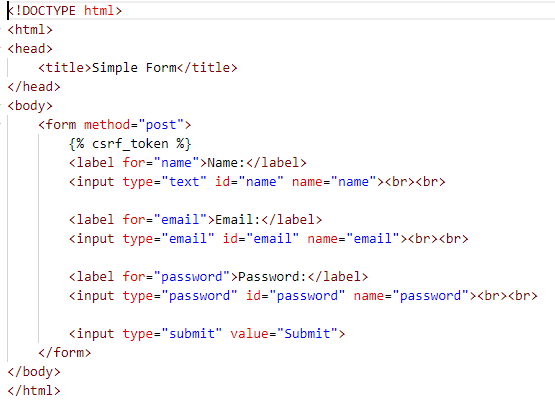 <!DOCTYPE html>
<html>
<head>
    <title>Simple Form</title>
</head>
<body>
    <form method="post">
        {% csrf_token %}
        <label for="name">Name:</label>
        <input type="text" id="name" name="name"><br><br>

        <label for="email">Email:</label>
        <input type="email" id="email" name="email"><br><br>

        <label for="password">Password:</label>
        <input type="password" id="password" name="password"><br><br>

        <input type="submit" value="Submit">
    </form>
</body>
</html>